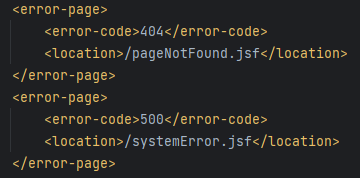 <error-page>
    <error-code>404</error-code>
    <location>/pageNotFound.jsf</location>
</error-page>
<error-page>
    <error-code>500</error-code>
    <location>/systemError.jsf</location>
</error-page>